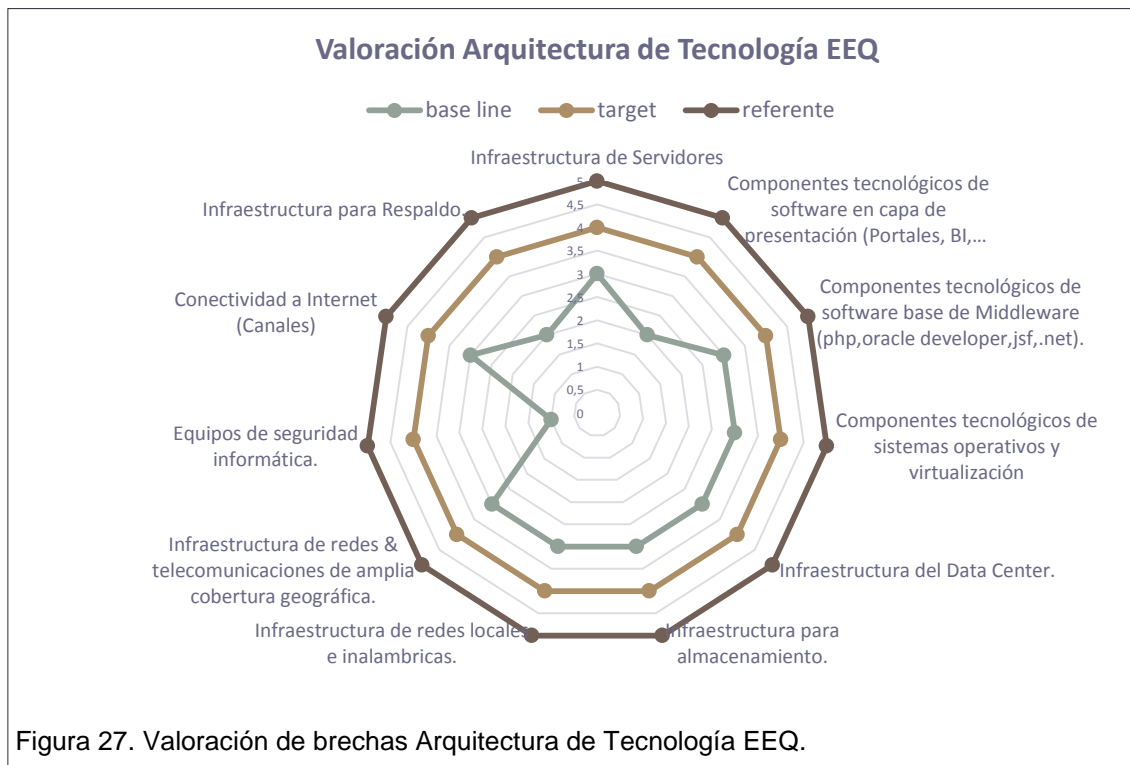 Valoración Arquitectura de Tecnología EEQ
base line
target
referente
Infraestructura de Servidores
Componentes tecnológicos de
software en capa de
presentación (Portales, BI,...
Componentes tecnológicos de
software base de Middleware
(php,oracle developer,jsf,.net).
Componentes tecnológicos de
sistemas operativos y
virtualización
Infraestructura del Data Center.
Infraestructura para
almacenamiento.
Infraestructura de redes locales
e inalambricas.
Infraestructura de redes &
telecomunicaciones de amplia
cobertura geográfica.
Equipos de seguridad
informática.
Conectividad a Internet
(Canales)
Infraestructura para Respaldo.
5
4,5
4
3,5
3
2,5
2
1,5
1
0,5
0
Figura 27. Valoración de brechas Arquitectura de Tecnología EEQ.